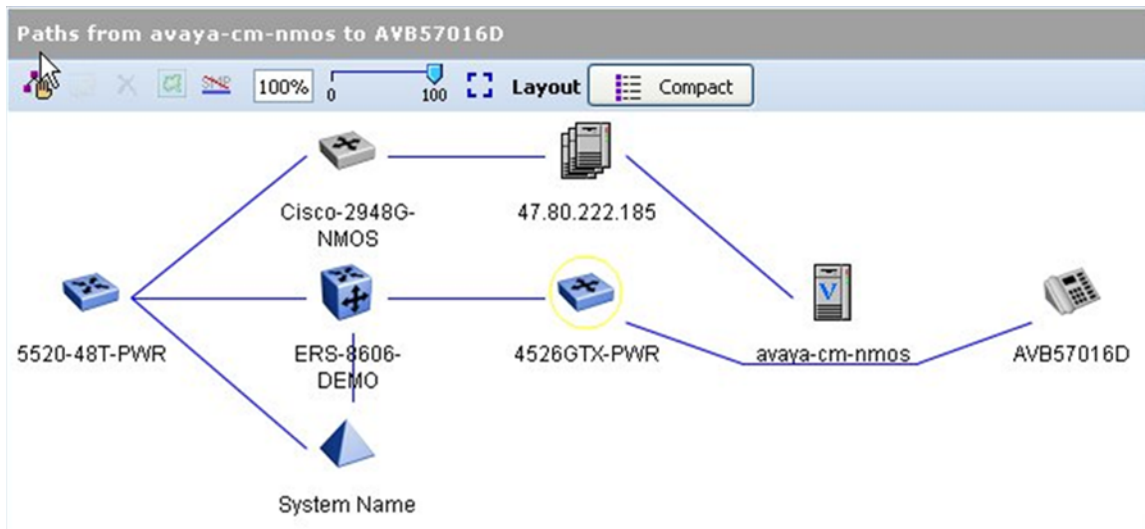 Paths from avaya-cm-nmos to AVB57016D
SNMP 100% 0 100 Layout Compact
Cisco-2948G-
NMOS
47.80.222.185
V
5520-48T-PWR
ERS-8606-
DEMO
4526GTX-PWR
avaya-cm-nmos
AVB57016D
System Name